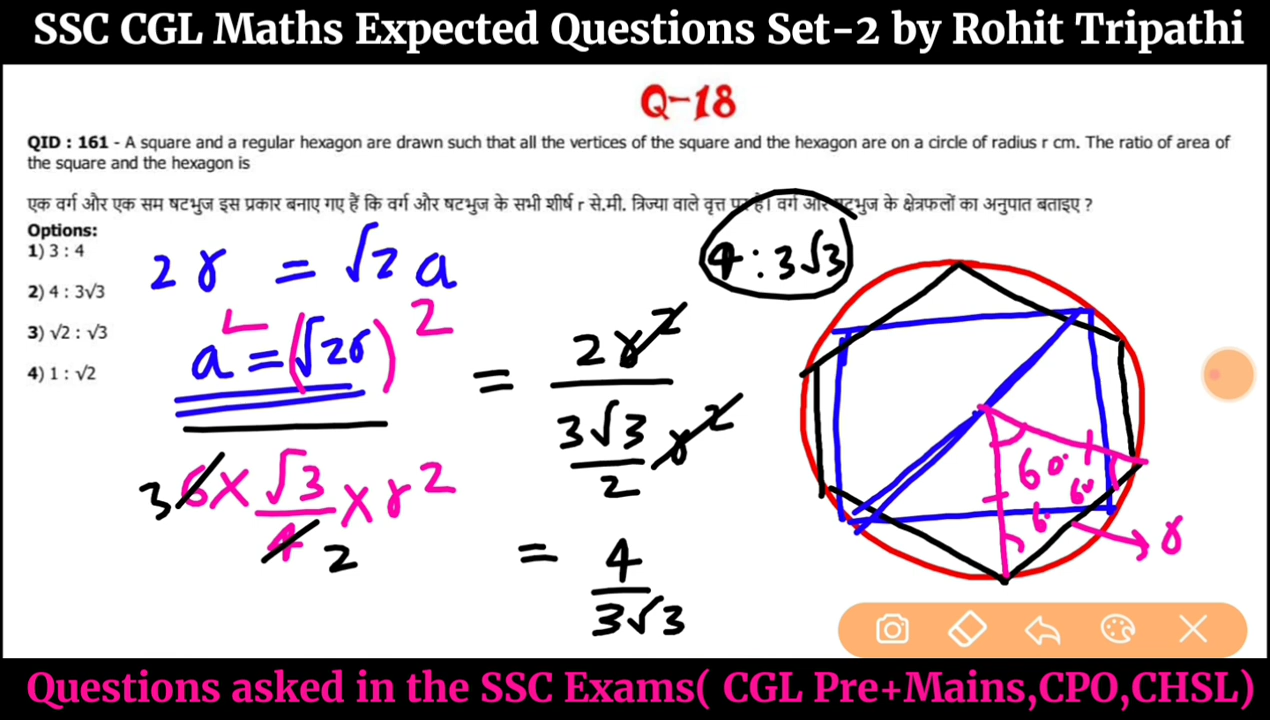 SSC CGL Maths Expected Questions Set-2 by Rohit Tripathi
Q-18
QID : 161 - A square and a regular hexagon are drawn such that all the vertices of the square and the hexagon are on a circle of radius r cm. The ratio of area of
the square and the hexagon is
एक वर्ग और एक सम षटभुज इस प्रकार बनाए गए हैं कि वर्ग और षटभुज के सभी शीर्ष r से.मी. त्रिज्या वाले वृत्त पर है। वर्ग और षटभुज के क्षेत्रफलों का अनुपात बताइए ?
Options:
1) 3 : 4
2) 4 : 3√3
3) √2 : √3
4) 1 : √2
2r = √2 a
a² = (√2r)²
3 6 × √3/4 × r²
2
= 2r²
3√3/2 r²
= 4
3√3
4 : 3√3
60°
60°
6
r
Questions asked in the SSC Exams( CGL Pre+Mains,CPO,CHSL)